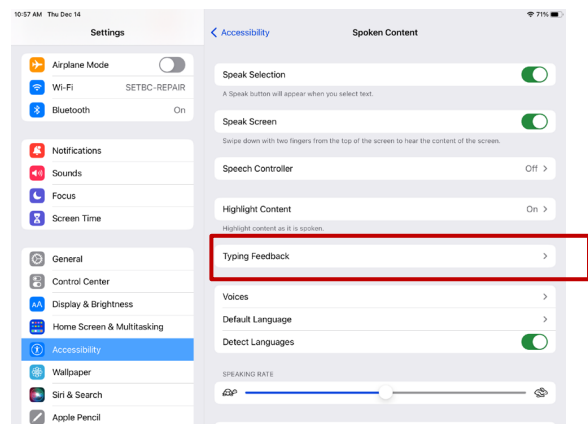 10:57 AM Thu Dec 14
71%
Settings
Accessibility
Spoken Content
Airplane Mode
Wi-Fi SETBC-REPAIR
Bluetooth On
Notifications
Sounds
Focus
Screen Time
General
Control Center
AA Display & Brightness
Home Screen & Multitasking
Accessibility
Wallpaper
Siri & Search
Apple Pencil
Speak Selection
A Speak button will appear when you select text.
Speak Screen
Swipe down with two fingers from the top of the screen to hear the content of the screen.
Speech Controller Off
Highlight Content On
Highlight content as it is spoken.
Typing Feedback
Voices
Default Language
Detect Languages
SPEAKING RATE